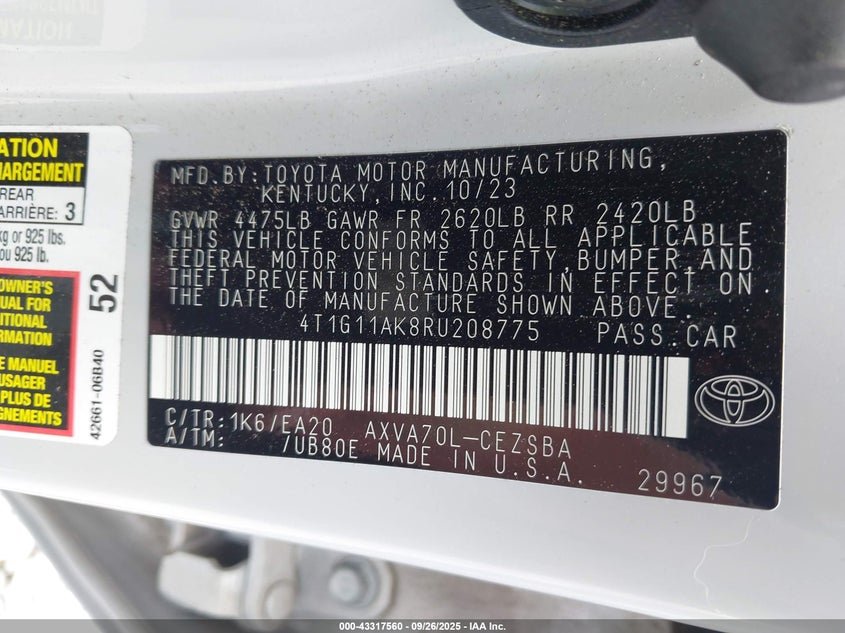 ATION
HARGEMENT
REAR
ARRIÈRE: 3
kg or 925 lbs.
ou 925 lb.
OWNER'S
NUAL FOR
ITIONAL
RMATION
LE MANUEL
USAGER
PLUS DE
GNEMENTS
52
42661-06B40
MFD. BY: TOYOTA MOTOR MANUFACTURING,
KENTUCKY, INC. 10/23
GVWR 4475LB GAWR FR 2620LB RR 2420LB
THIS VEHICLE CONFORMS TO ALL APPLICABLE
FEDERAL MOTOR VEHICLE SAFETY, BUMPER, AND
THEFT PREVENTION STANDARDS IN EFFECT ON
THE DATE OF MANUFACTURE SHOWN ABOVE.
4T1G11AK8RU208775 PASS. CAR
C/TR: 1K6/EA20 AXVA70L-CEZSBA
A/TM: /UB80E MADE IN U.S.A.
29967
000-43317560 - 09/26/2025 - IAA Inc.